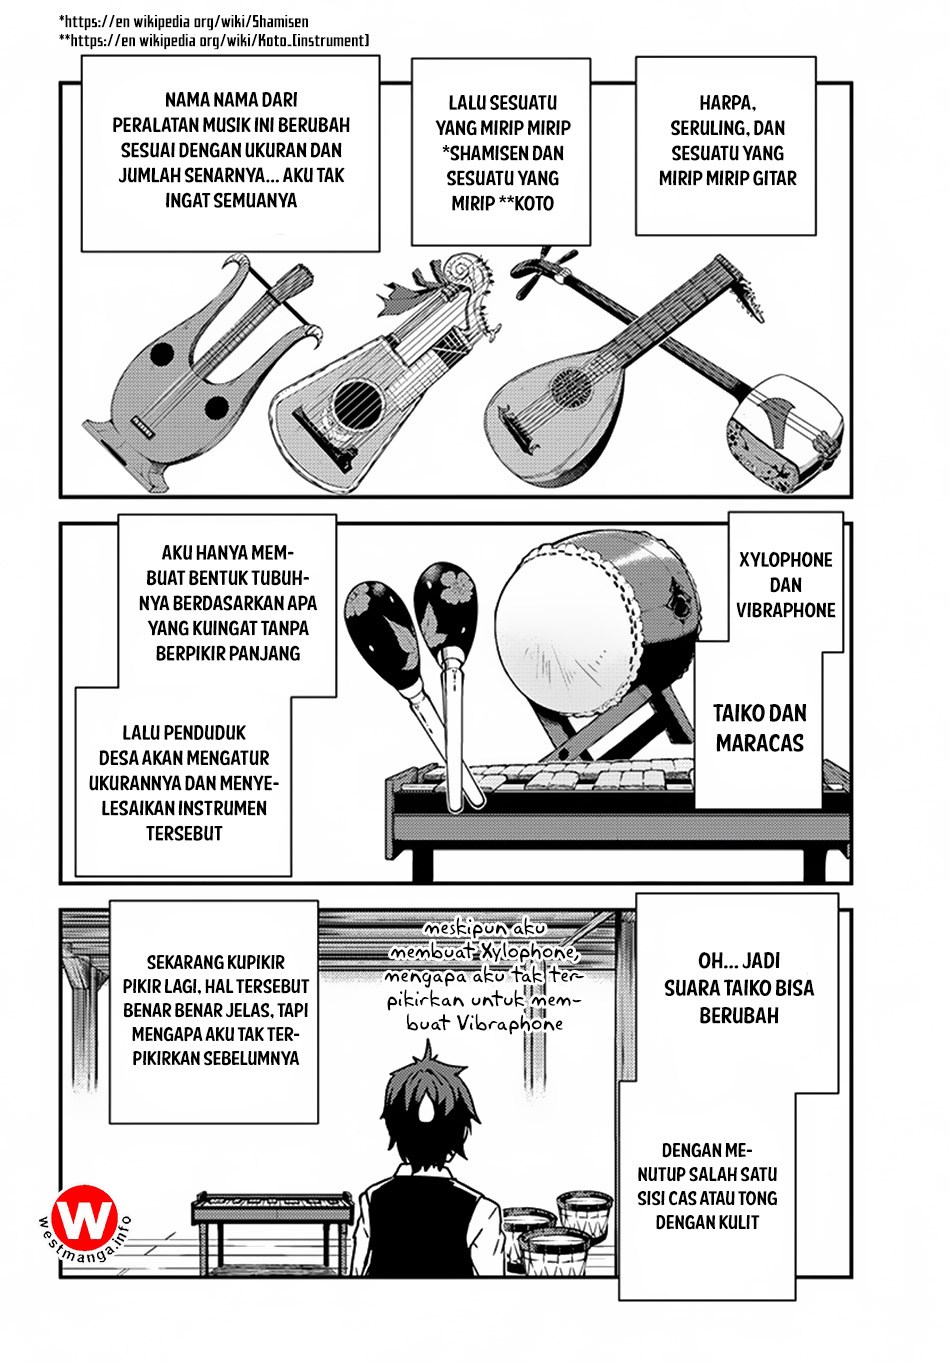 *https://en wikipedia org/wiki/Shamisen
**https://en wikipedia org/wiki/Koto_[instrument]
HARPA,
SERULING, DAN
SESUATU YANG
MIRIP MIRIP GITAR
LALU SESUATU
YANG MIRIP MIRIP
*SHAMISEN DAN
SESUATU YANG
MIRIP **KOTO
NAMA NAMA DARI
PERALATAN MUSIK INI BERUBAH
SESUAI DENGAN UKURAN DAN
JUMLAH SENARNYA... AKU TAK
INGAT SEMUANYA
XYLOPHONE
DAN
VIBRAPHONE
TAIKO DAN
MARACAS
AKU HANYA MEM-
BUAT BENTUK TUBUH-
NYA BERDASARKAN APA
YANG KUINGAT TANPA
BERPIKIR PANJANG
LALU PENDUDUK
DESA AKAN MENGATUR
UKURANNYA DAN MENYE-
LESAIKAN INSTRUMEN
TERSEBUT
OH... JADI
SUARA TAIKO BISA
BERUBAH
DENGAN ME-
NUTUP SALAH SATU
SISI CAS ATAU TONG
DENGAN KULIT
meskipun aku
membuat Xylophone,
mengapa aku tak ter-
pikirkan untuk mem-
buat Vibraphone
SEKARANG KUPIKIR
PIKIR LAGI, HAL TERSEBUT
BENAR BENAR JELAS, TAPI
MENGAPA AKU TAK TER-
PIKIRKAN SEBELUMNYA
W
westmanga.info